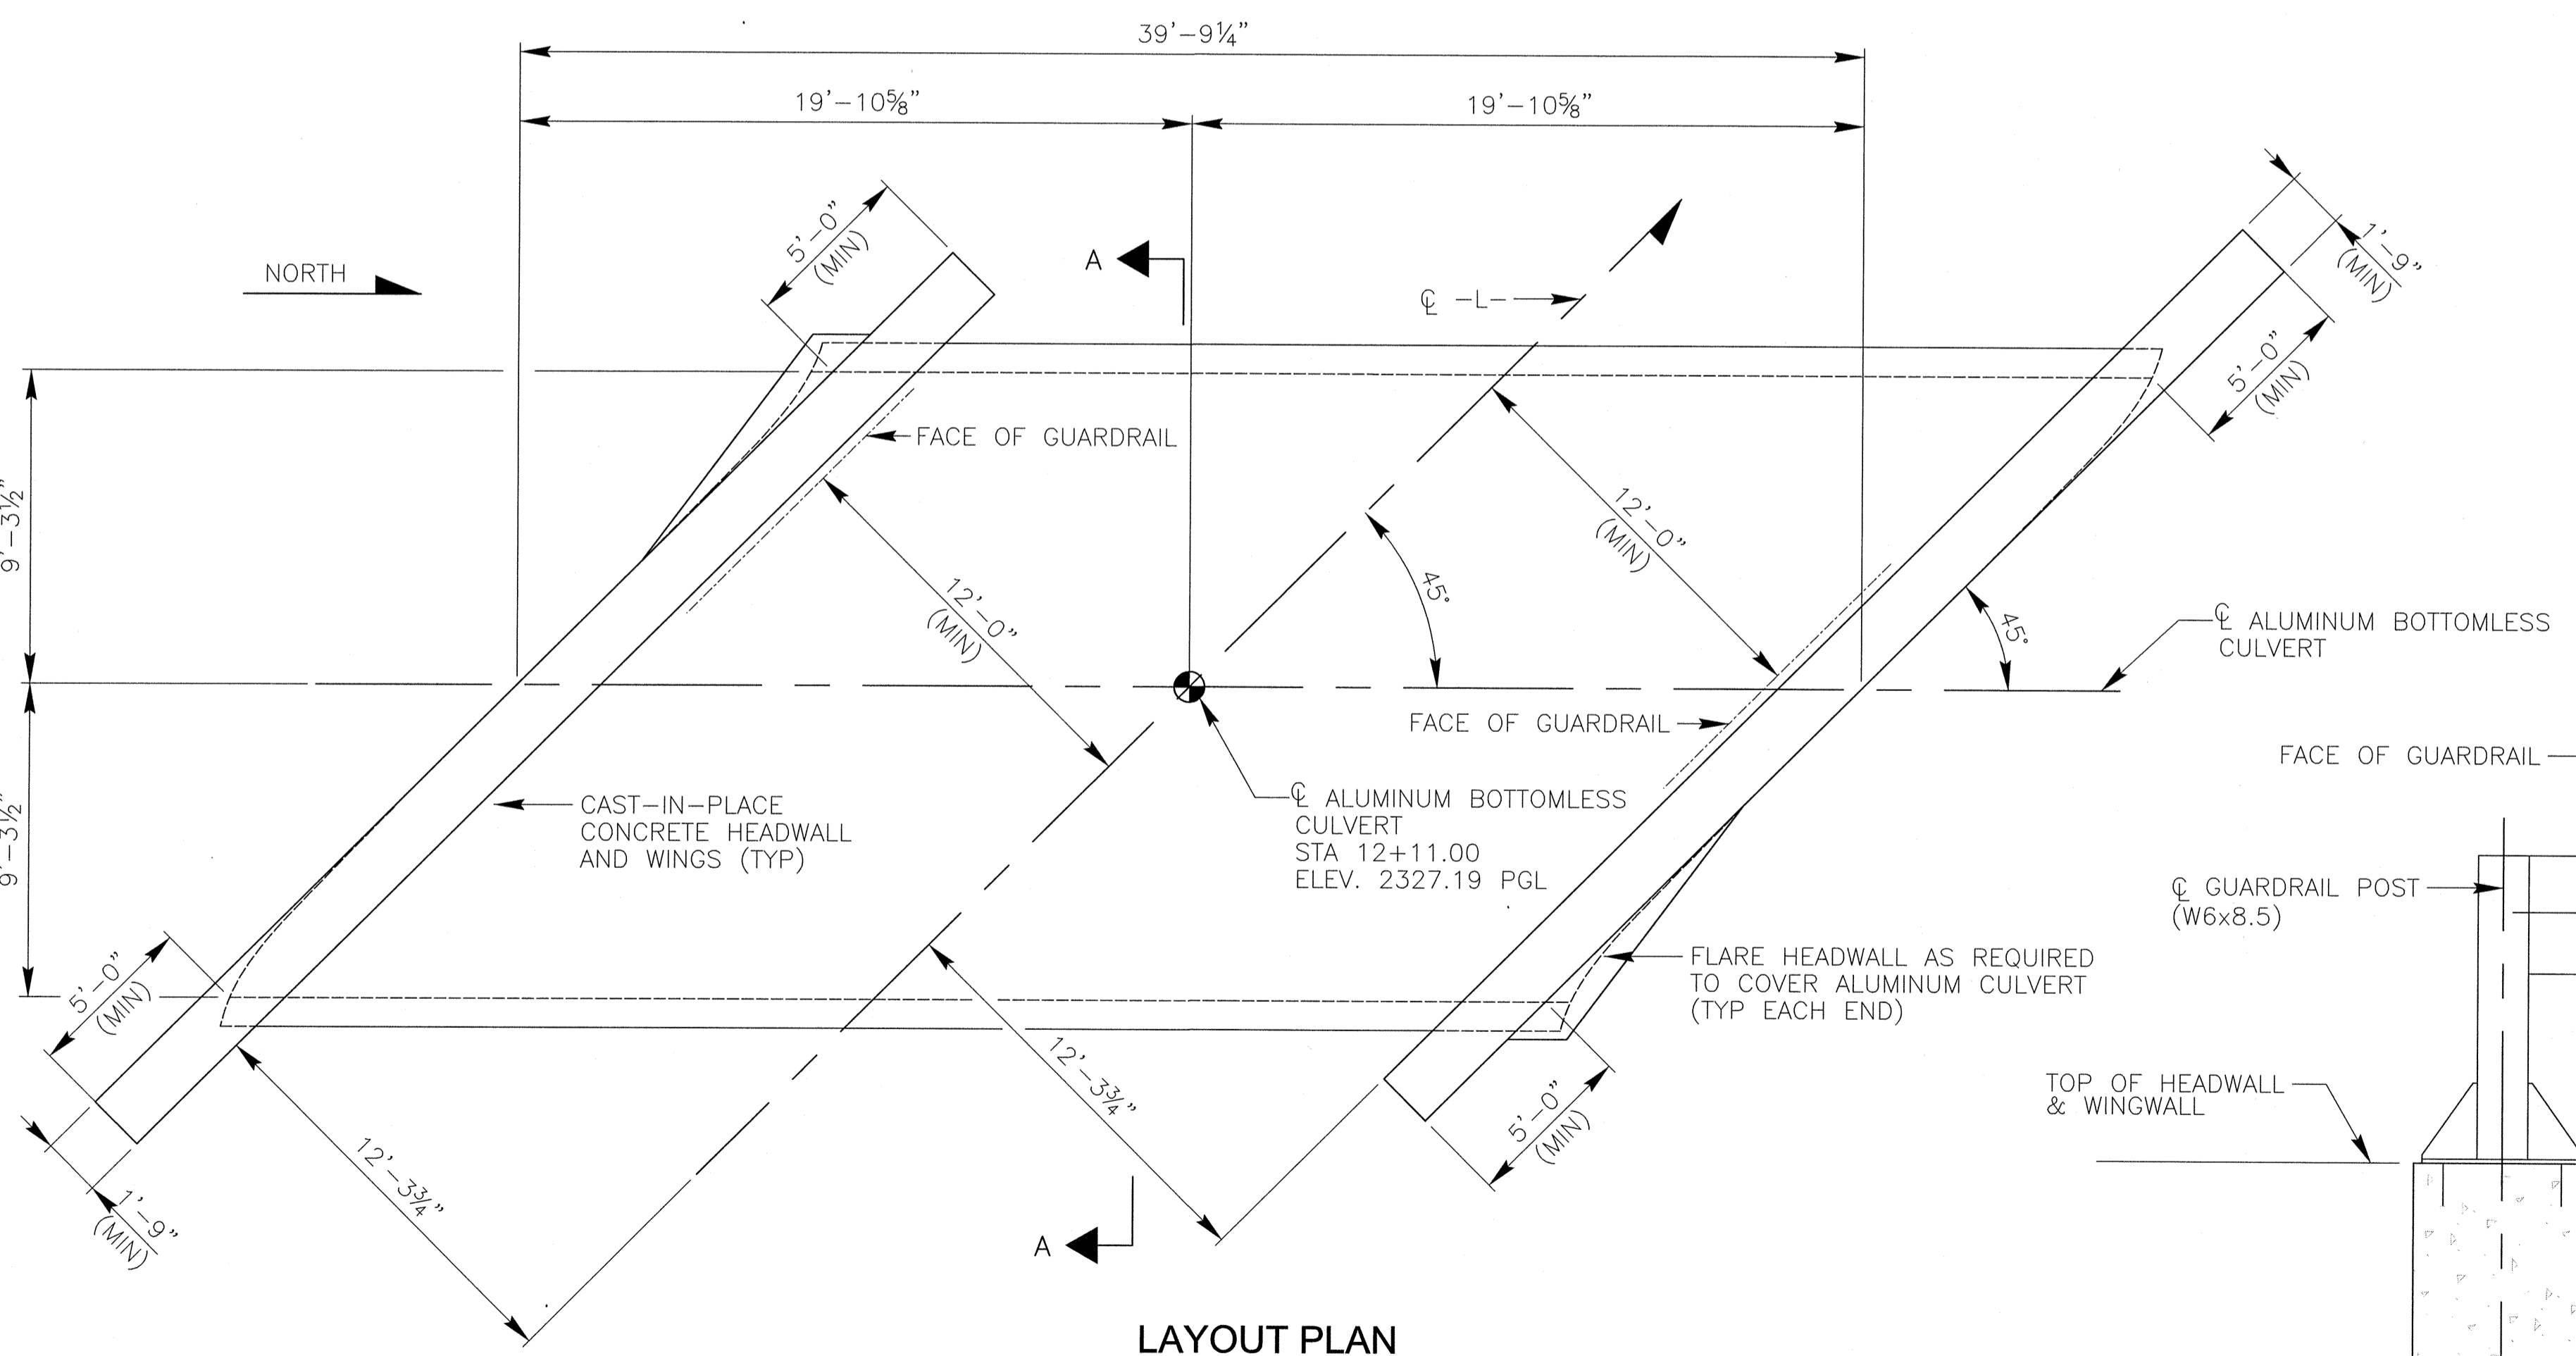 39'-9¼"
19'-10⅝"
19'-10⅝"
5'-0"
(MIN)
1'-9"
(MIN)
NORTH
A
℄ -L-
5'-0"
(MIN)
FACE OF GUARDRAIL
9'-3½"
12'-0"
(MIN)
12'-0"
(MIN)
45°
45°
℄ ALUMINUM BOTTOMLESS
CULVERT
FACE OF GUARDRAIL
FACE OF GUARDRAIL
9'-3½"
CAST-IN-PLACE
CONCRETE HEADWALL
AND WINGS (TYP)
℄ ALUMINUM BOTTOMLESS
CULVERT
STA 12+11.00
ELEV. 2327.19 PGL
℄ GUARDRAIL POST
(W6x8.5)
5'-0"
(MIN)
FLARE HEADWALL AS REQUIRED
TO COVER ALUMINUM CULVERT
(TYP EACH END)
12'-3¾"
5'-0"
(MIN)
TOP OF HEADWALL
& WINGWALL
12'-3¾"
1'-9"
(MIN)
A
LAYOUT PLAN